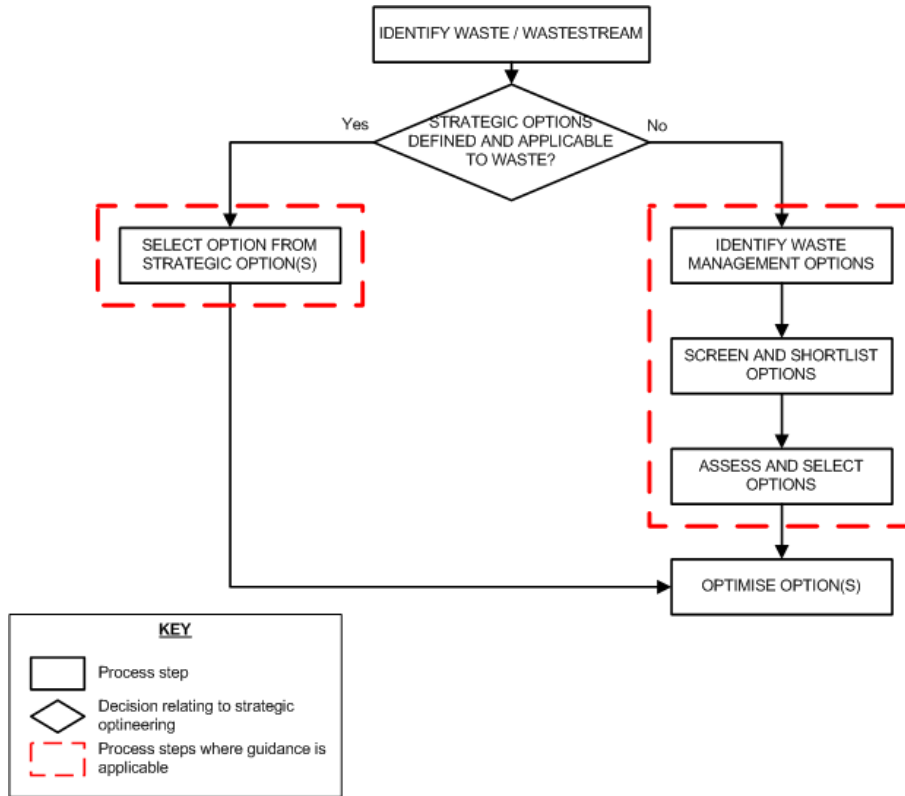 IDENTIFY WASTE / WASTESTREAM
STRATEGIC OPTIONS
DEFINED AND APPLICABLE
TO WASTE?
Yes
No
SELECT OPTION FROM
STRATEGIC OPTION(S)
IDENTIFY WASTE
MANAGEMENT OPTIONS
SCREEN AND SHORTLIST
OPTIONS
ASSESS AND SELECT
OPTIONS
OPTIMISE OPTION(S)
KEY
Process step
Decision relating to strategic
optineering
Process steps where guidance is
applicable